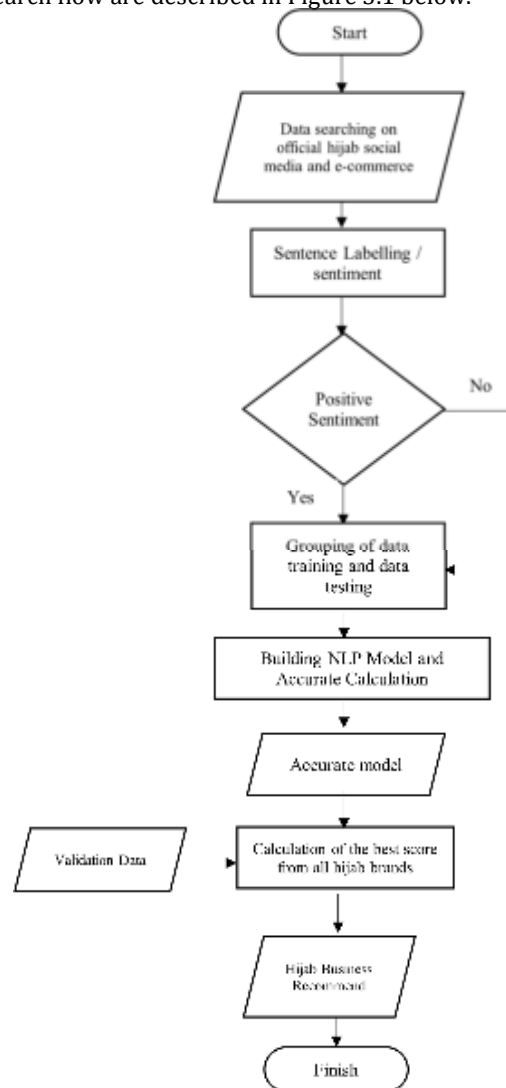 search flow are described in Figure 3.1 below.
Start
Data searching on
official hijab social
media and e-commerce
Sentence Labelling /
sentiment
Positive
Sentiment
No
Yes
Grouping of data
training and data
testing
Building NLP Model and
Accurate Calculation
Accurate model
Validation Data
Calculation of the best score
from all hijab brands
Hijab Business
Recommend
Finish